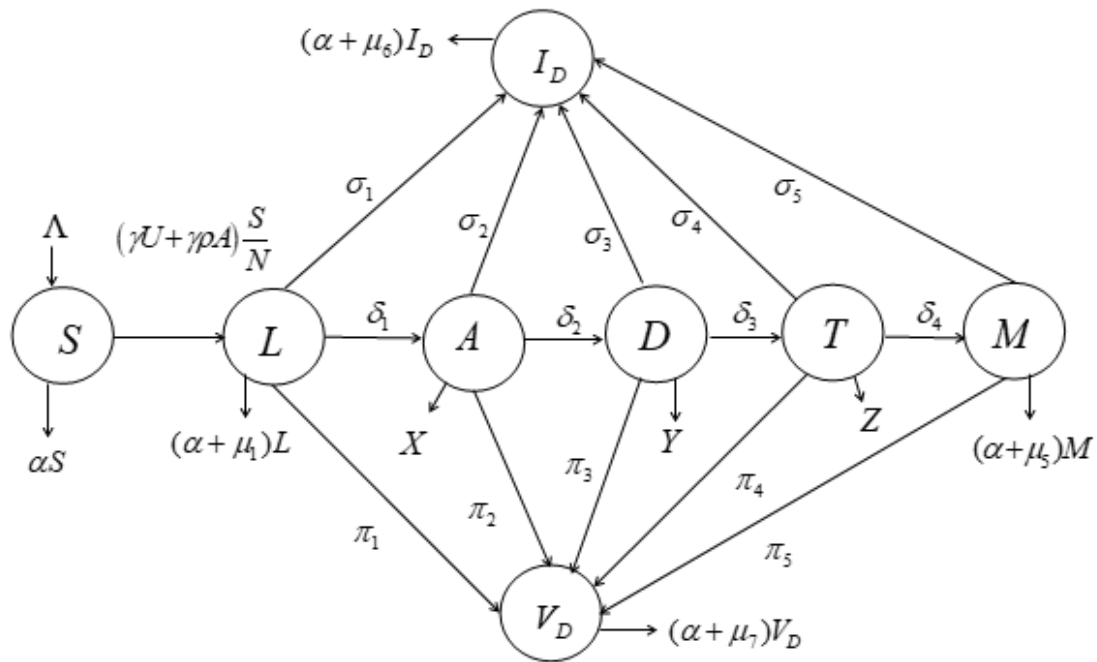 (α + μ₆)I_D
I_D
σ₁
σ₂
σ₃
σ₄
σ₅
Λ
(γU + γρA) S/N
S
L
δ₁
A
δ₂
D
δ₃
T
δ₄
M
αS
(α + μ₁)L
X
Y
Z
(α+μ₅)M
π₁
π₂
π₃
π₄
π₅
V_D
(α + μ₇)V_D